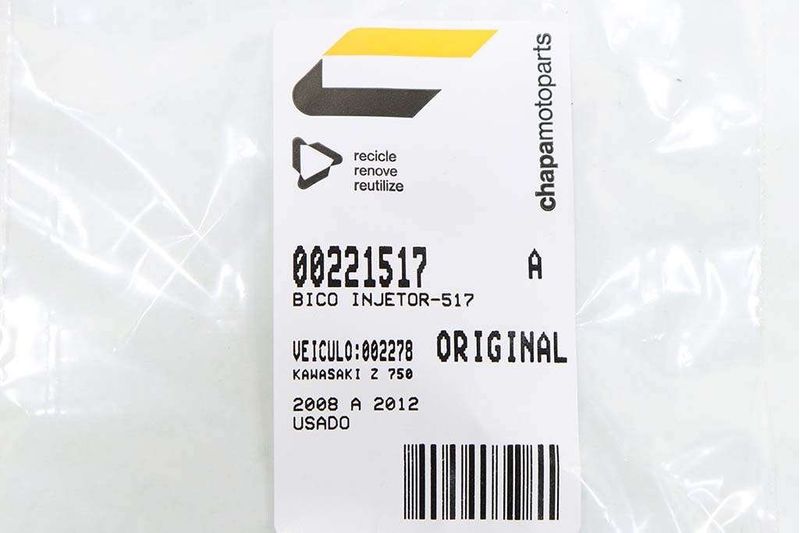 chapamotoparts
recicle
renove
reutilize
00221517 A
BICO INJETOR-517
VEICULO:002278 ORIGINAL
KAWASAKI Z 750
2008 A 2012
USADO